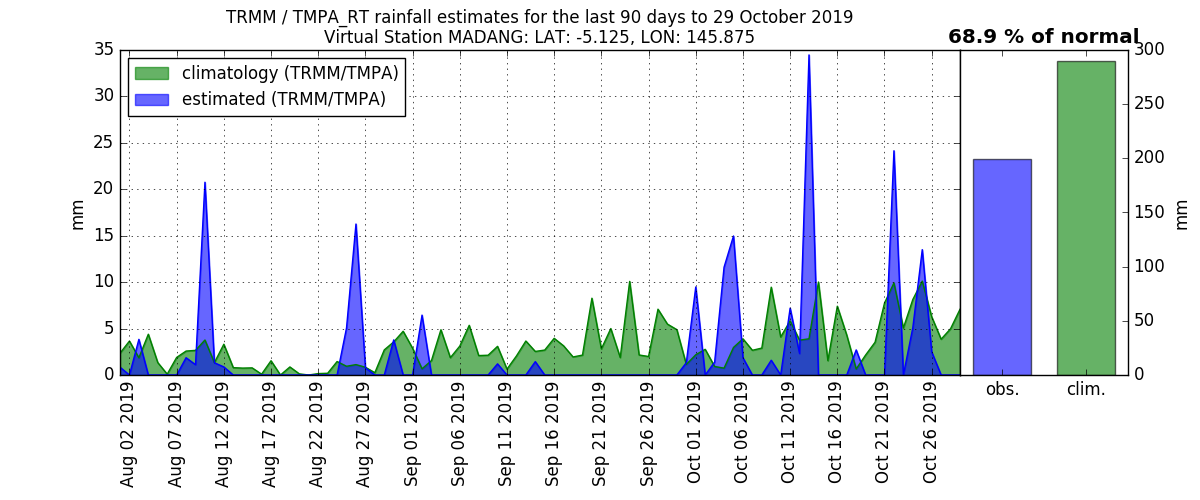 TRMM / TMPA_RT rainfall estimates for the last 90 days to 29 October 2019
Virtual Station MADANG: LAT: -5.125, LON: 145.875
68.9 % of normal
climatology (TRMM/TMPA)
estimated (TRMM/TMPA)
35
30
25
20
15
10
5
0
mm
Aug 02 2019
Aug 07 2019
Aug 12 2019
Aug 17 2019
Aug 22 2019
Aug 27 2019
Sep 01 2019
Sep 06 2019
Sep 11 2019
Sep 16 2019
Sep 21 2019
Sep 26 2019
Oct 01 2019
Oct 06 2019
Oct 11 2019
Oct 16 2019
Oct 21 2019
Oct 26 2019
obs.
clim.
300
250
200
150
100
50
0
mm